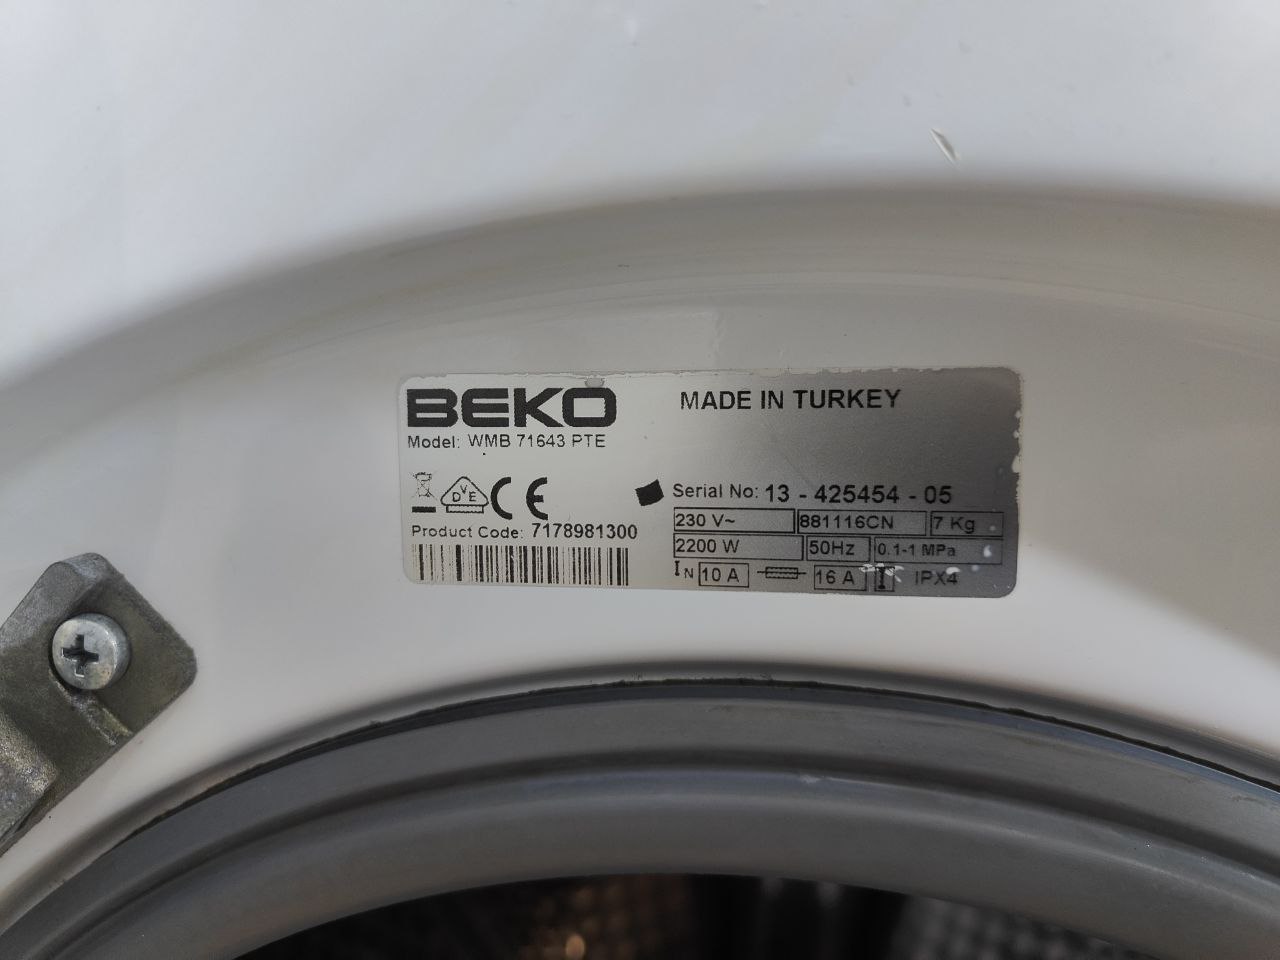 BEKO
MADE IN TURKEY
Model: WMB 71643 PTE
DVE
CE
Serial No: 13 - 425454 - 05
Product Code: 7178981300
230 V~ 881116CN 7 Kg
2200 W 50Hz 0.1-1 MPa
IN 10 A 16 A IPX4